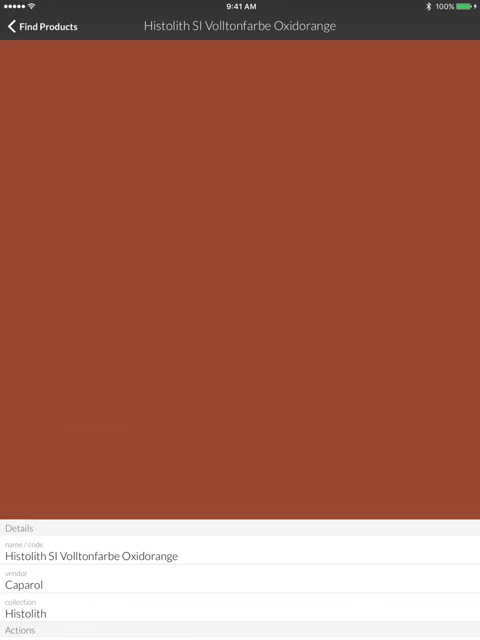 9:41 AM
100%
Find Products
Histolith SI Volltonfarbe Oxidorange
Details
name / code
Histolith SI Volltonfarbe Oxidorange
vendor
Caparol
collection
Histolith
Actions